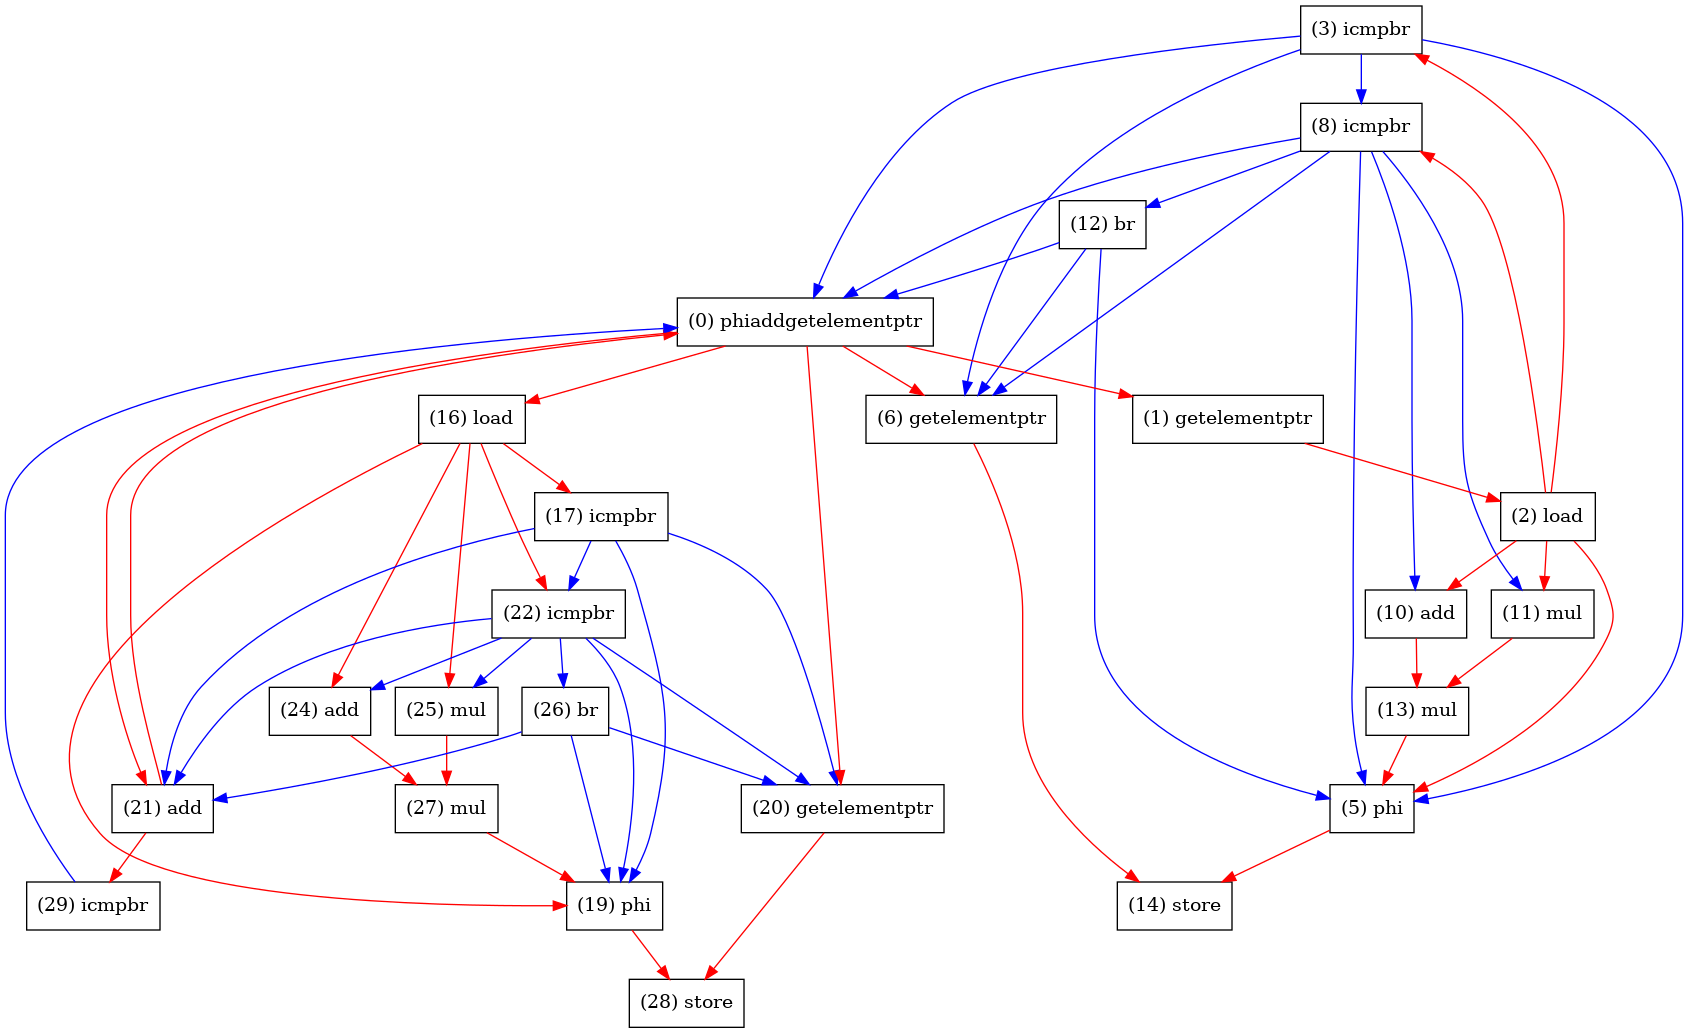 (3) icmpbr
(8) icmpbr
(12) br
(0) phiaddgetelementptr
(16) load
(6) getelementptr
(1) getelementptr
(17) icmpbr
(2) load
(22) icmpbr
(10) add
(11) mul
(24) add
(25) mul
(26) br
(13) mul
(21) add
(27) mul
(20) getelementptr
(5) phi
(29) icmpbr
(19) phi
(14) store
(28) store